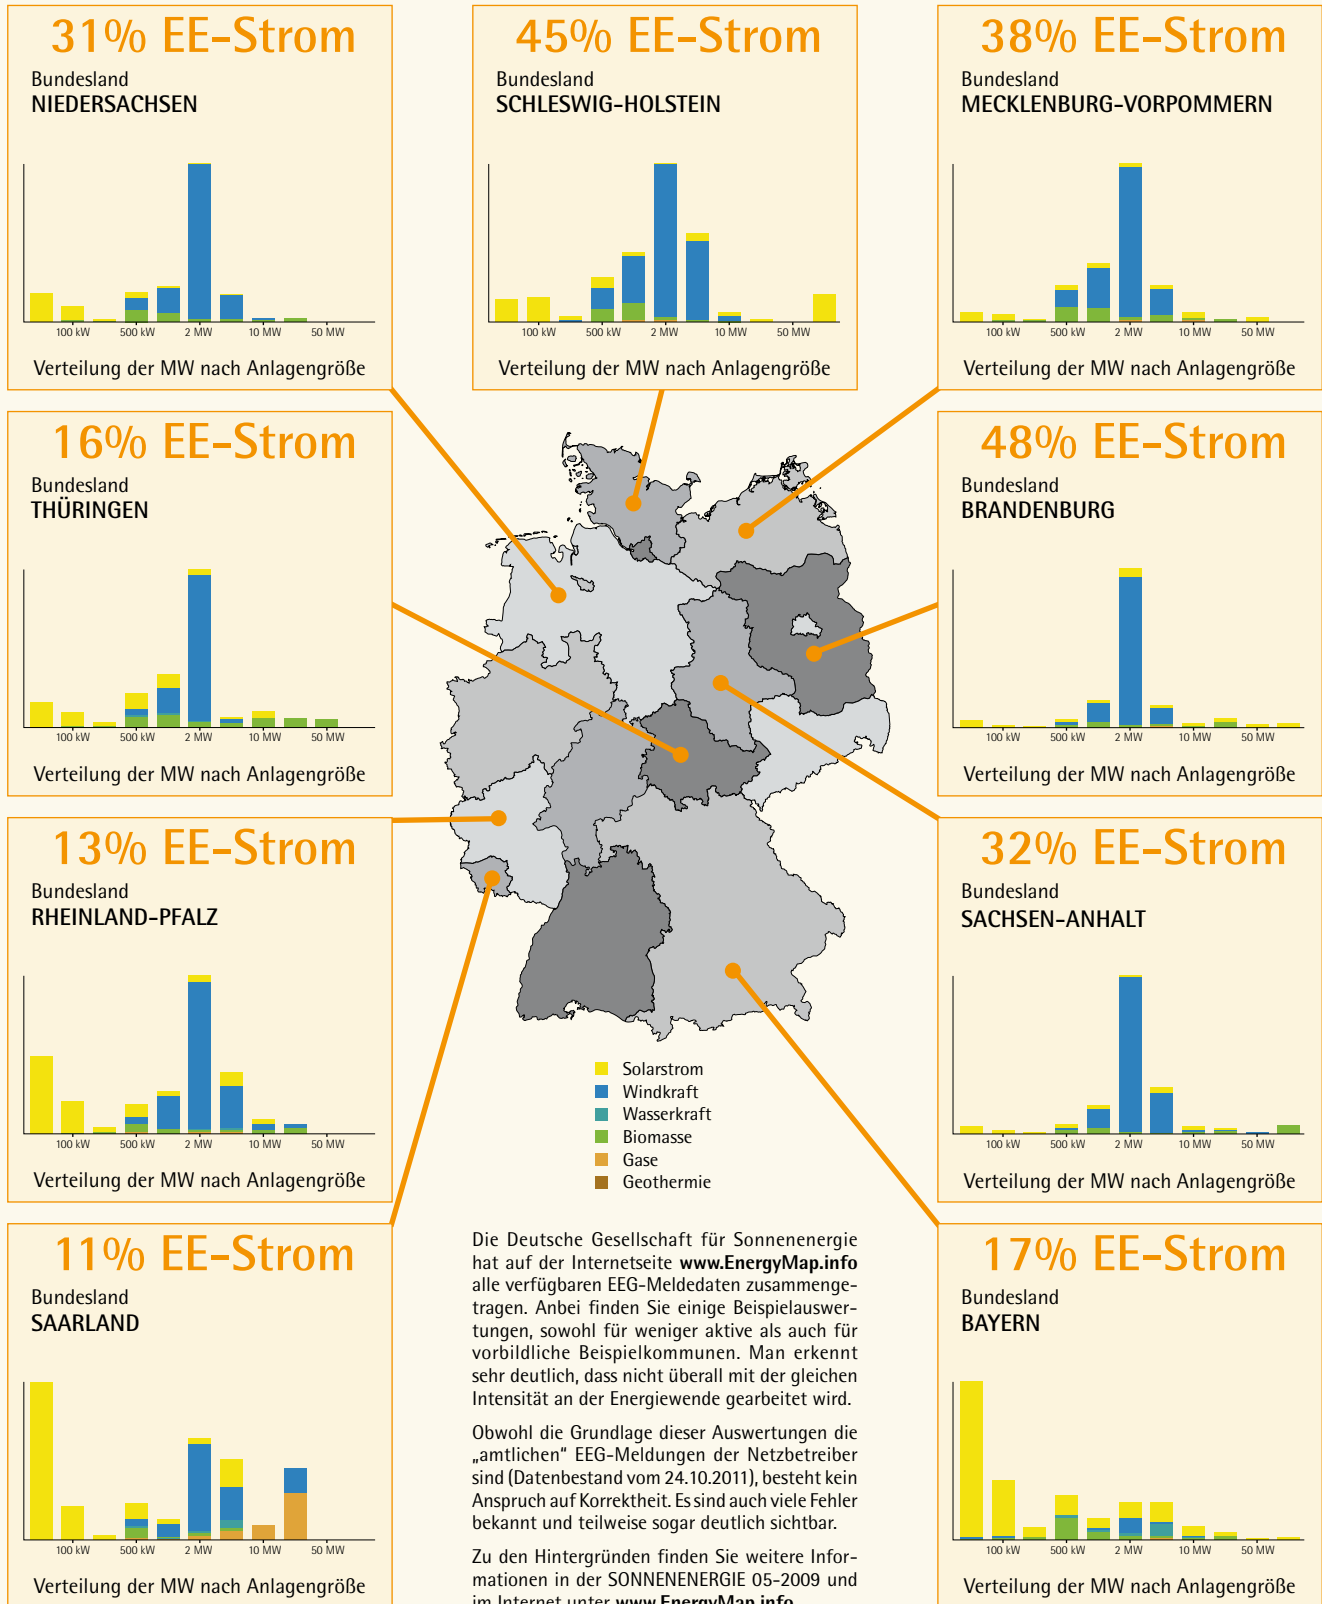 31% EE-Strom
Bundesland
NIEDERSACHSEN
100 kW 500 kW 2 MW 10 MW 50 MW
Verteilung der MW nach Anlagengröße
45% EE-Strom
Bundesland
SCHLESWIG-HOLSTEIN
100 kW 500 kW 2 MW 10 MW 50 MW
Verteilung der MW nach Anlagengröße
38% EE-Strom
Bundesland
MECKLENBURG-VORPOMMERN
100 kW 500 kW 2 MW 10 MW 50 MW
Verteilung der MW nach Anlagengröße
16% EE-Strom
Bundesland
THÜRINGEN
100 kW 500 kW 2 MW 10 MW 50 MW
Verteilung der MW nach Anlagengröße
48% EE-Strom
Bundesland
BRANDENBURG
100 kW 500 kW 2 MW 10 MW 50 MW
Verteilung der MW nach Anlagengröße
13% EE-Strom
Bundesland
RHEINLAND-PFALZ
100 kW 500 kW 2 MW 10 MW 50 MW
Verteilung der MW nach Anlagengröße
32% EE-Strom
Bundesland
SACHSEN-ANHALT
100 kW 500 kW 2 MW 10 MW 50 MW
Verteilung der MW nach Anlagengröße
Solarstrom
Windkraft
Wasserkraft
Biomasse
Gase
Geothermie
11% EE-Strom
Bundesland
SAARLAND
100 kW 500 kW 2 MW 10 MW 50 MW
Verteilung der MW nach Anlagengröße
Die Deutsche Gesellschaft für Sonnenenergie
hat auf der Internetseite www.EnergyMap.info
alle verfügbaren EEG-Meldedaten zusammenge-
tragen. Anbei finden Sie einige Beispielauswer-
tungen, sowohl für weniger aktive als auch für
vorbildliche Beispielkommunen. Man erkennt
sehr deutlich, dass nicht überall mit der gleichen
Intensität an der Energiewende gearbeitet wird.
Obwohl die Grundlage dieser Auswertungen die
„amtlichen“ EEG-Meldungen der Netzbetreiber
sind (Datenbestand vom 24.10.2011), besteht kein
Anspruch auf Korrektheit. Es sind auch viele Fehler
bekannt und teilweise sogar deutlich sichtbar.
Zu den Hintergründen finden Sie weitere Infor-
mationen in der SONNENENERGIE 05-2009 und
im Internet unter www.EnergyMap.info
17% EE-Strom
Bundesland
BAYERN
100 kW 500 kW 2 MW 10 MW 50 MW
Verteilung der MW nach Anlagengröße